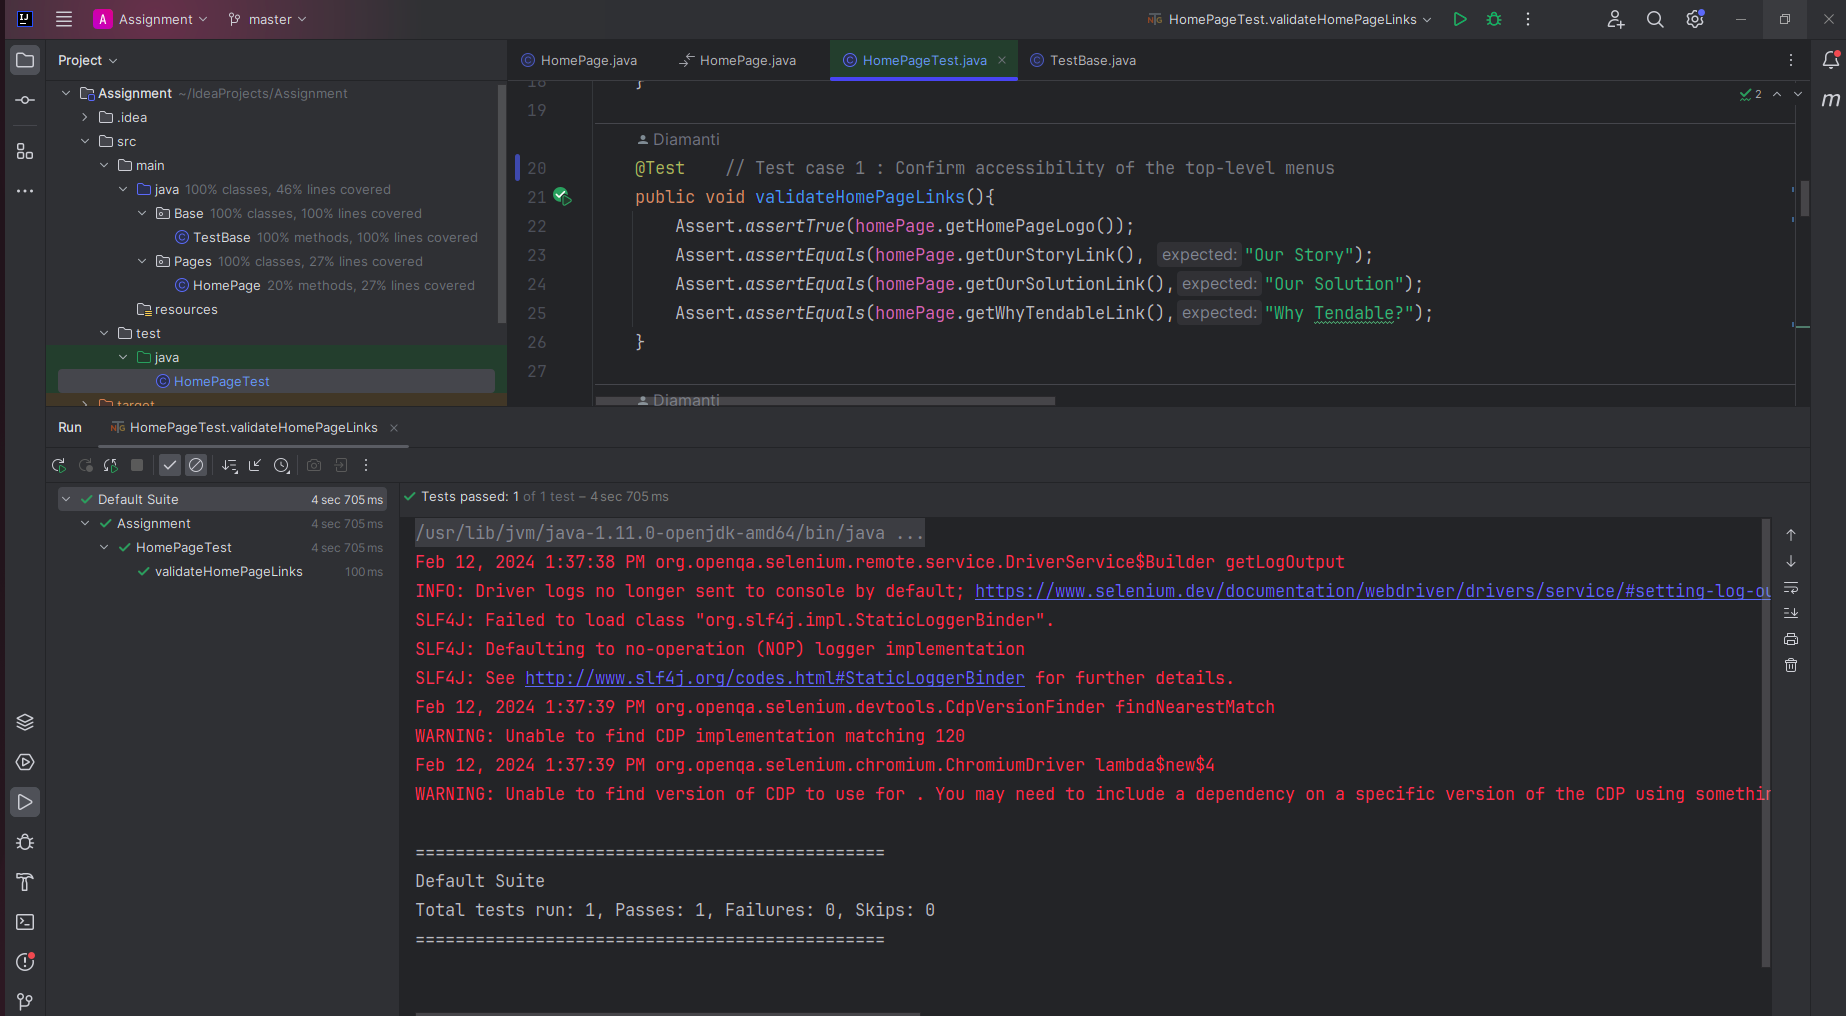 IJ
A Assignment
master
HomePageTest.validateHomePageLinks
Project
HomePage.java
HomePage.java
HomePageTest.java
TestBase.java
Assignment ~/IdeaProjects/Assignment
.idea
src
main
java 100% classes, 46% lines covered
Base 100% classes, 100% lines covered
TestBase 100% methods, 100% lines covered
Pages 100% classes, 27% lines covered
HomePage 20% methods, 27% lines covered
resources
test
java
HomePageTest
target
2
m
18 }
19
Diamanti
20 @Test // Test case 1 : Confirm accessibility of the top-level menus
21 public void validateHomePageLinks(){
22 Assert.assertTrue(homePage.getHomePageLogo());
23 Assert.assertEquals(homePage.getOurStoryLink(), expected: "Our Story");
24 Assert.assertEquals(homePage.getOurSolutionLink(), expected: "Our Solution");
25 Assert.assertEquals(homePage.getWhyTendableLink(), expected: "Why Tendable?");
26 }
27
Diamanti
Run
HomePageTest.validateHomePageLinks
Default Suite 4 sec 705 ms
Assignment 4 sec 705 ms
HomePageTest 4 sec 705 ms
validateHomePageLinks 100 ms
Tests passed: 1 of 1 test – 4 sec 705 ms
/usr/lib/jvm/java-1.11.0-openjdk-amd64/bin/java ...
Feb 12, 2024 1:37:38 PM org.openqa.selenium.remote.service.DriverService$Builder getLogOutput
INFO: Driver logs no longer sent to console by default; https://www.selenium.dev/documentation/webdriver/drivers/service/#setting-log-ou
SLF4J: Failed to load class "org.slf4j.impl.StaticLoggerBinder".
SLF4J: Defaulting to no-operation (NOP) logger implementation
SLF4J: See http://www.slf4j.org/codes.html#StaticLoggerBinder for further details.
Feb 12, 2024 1:37:39 PM org.openqa.selenium.devtools.CdpVersionFinder findNearestMatch
WARNING: Unable to find CDP implementation matching 120
Feb 12, 2024 1:37:39 PM org.openqa.selenium.chromium.ChromiumDriver lambda$new$4
WARNING: Unable to find version of CDP to use for . You may need to include a dependency on a specific version of the CDP using somethin
===============================================
Default Suite
Total tests run: 1, Passes: 1, Failures: 0, Skips: 0
===============================================